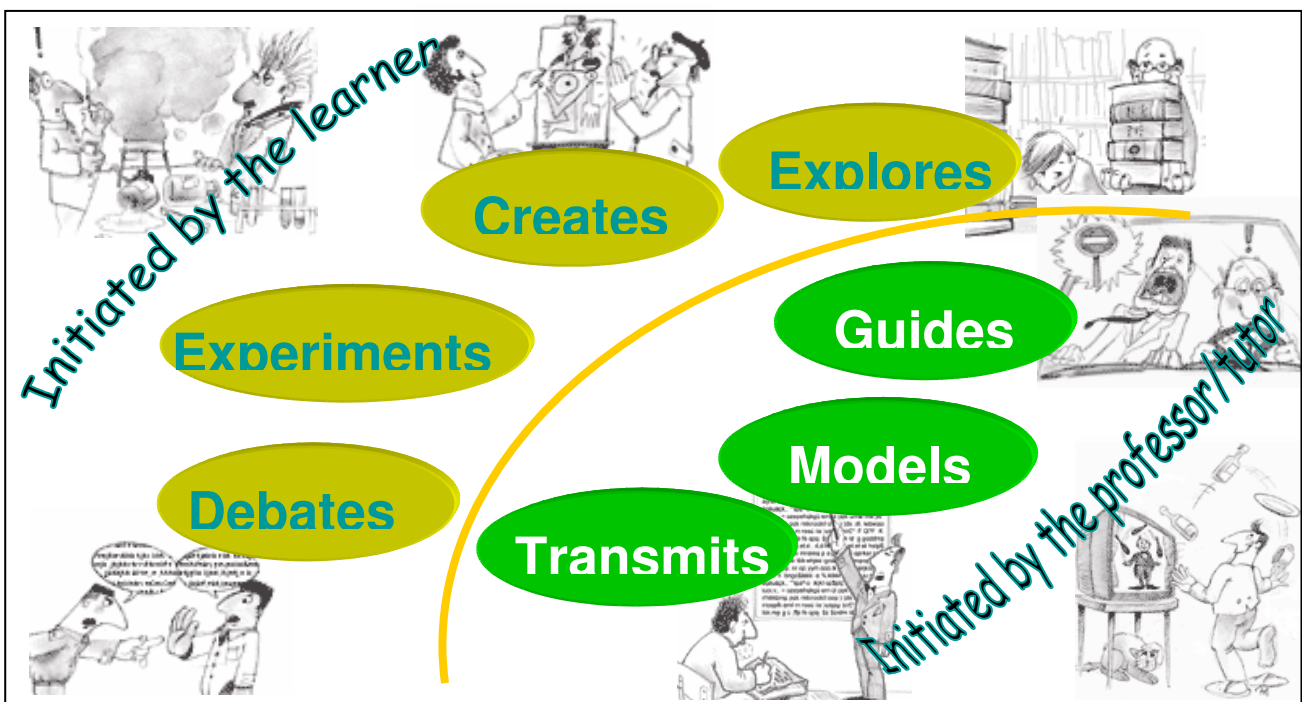 Initiated by the learner
Creates
Explores
Experiments
Debates
Guides
Models
Transmits
Initiated by the professor/tutor